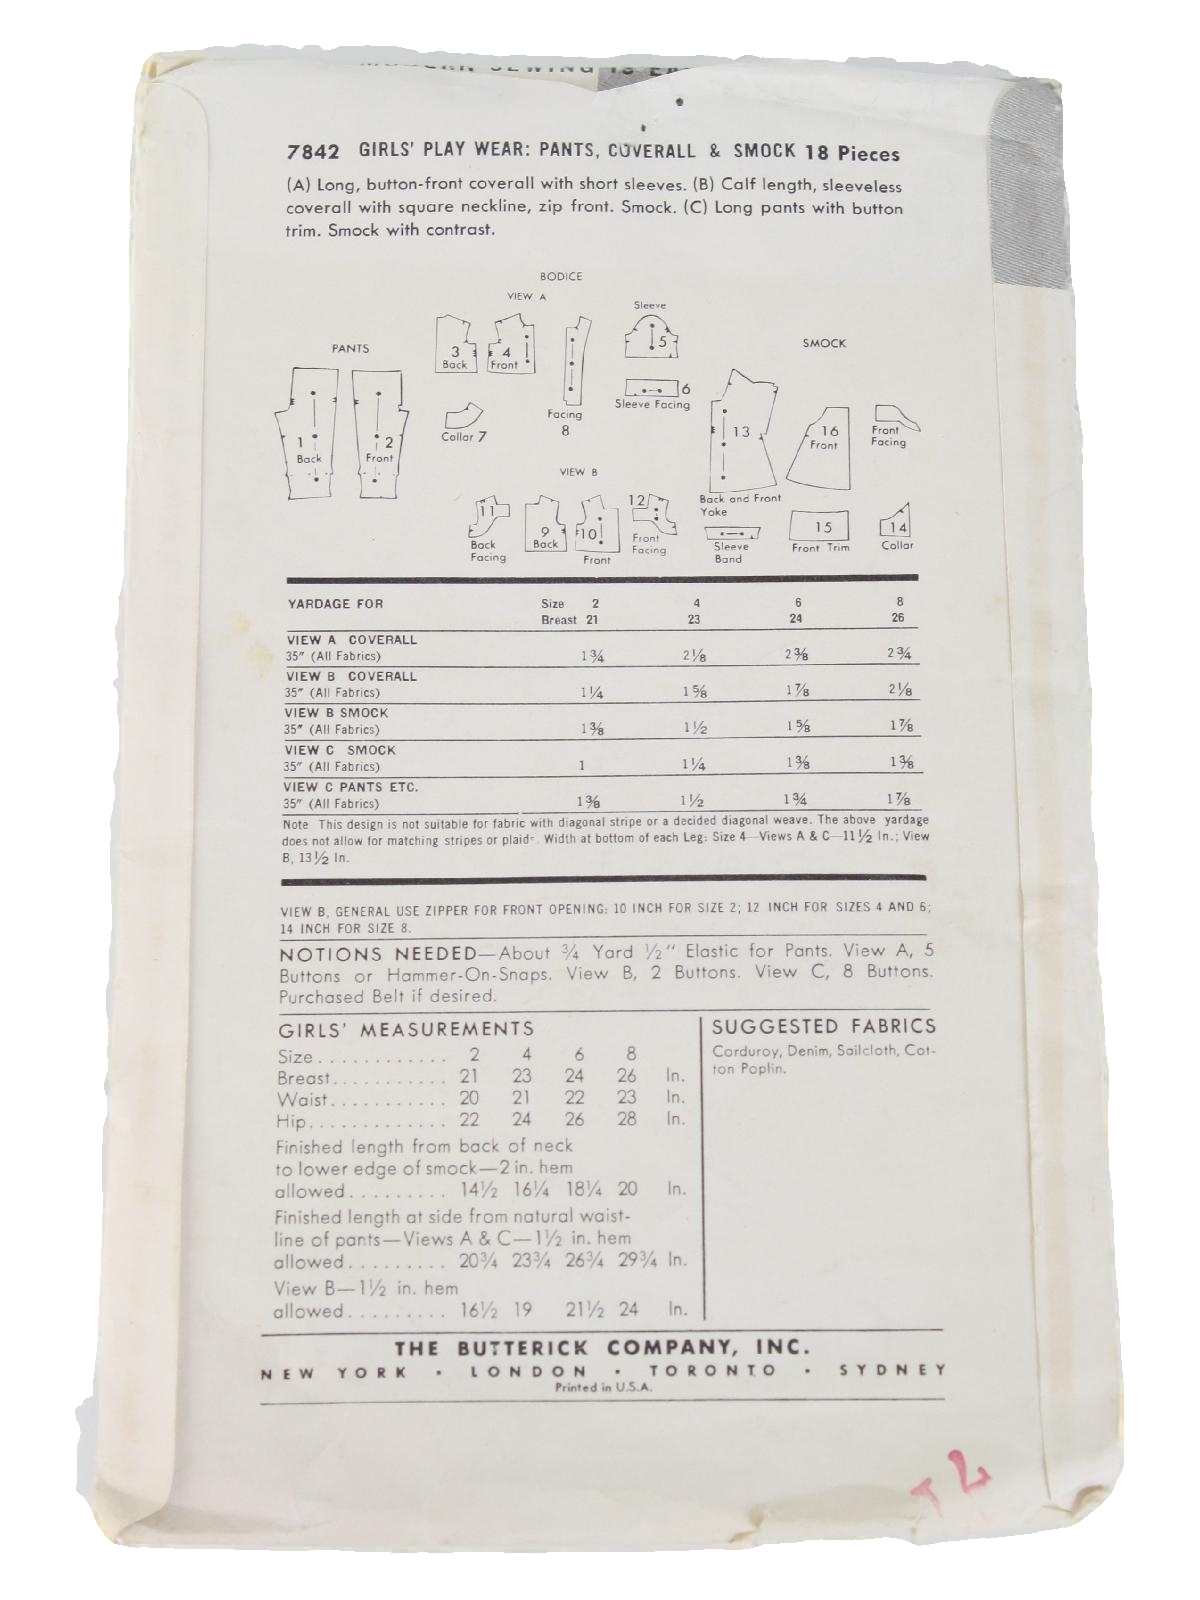 7842 GIRLS' PLAY WEAR: PANTS, COVERALL & SMOCK 18 Pieces
(A) Long, button-front coverall with short sleeves. (B) Calf length, sleeveless
coverall with square neckline, zip front. Smock. (C) Long pants with button
trim. Smock with contrast.
BODICE
VIEW A
Sleeve
PANTS
SMOCK
3 Back
4 Front
5
6
Sleeve Facing
Facing
8
Collar 7
1
Back
2
Front
13
16
Front
Front
Facing
VIEW B
Back and Front
Yoke
11
Back
Facing
9
Back
10
Front
12
Front
Facing
Sleeve
Band
15
Front Trim
14
Collar
YARDAGE FOR Size 2 4 6 8
Breast 21 23 24 26
VIEW A COVERALL
35" (All Fabrics) 1¾ 2⅛ 2⅜ 2¾
VIEW B COVERALL
35" (All Fabrics) 1¼ 1⅝ 1⅞ 2⅛
VIEW B SMOCK
35" (All Fabrics) 1⅜ 1½ 1⅝ 1⅞
VIEW C SMOCK
35" (All Fabrics) 1 1¼ 1⅜ 1⅜
VIEW C PANTS ETC.
35" (All Fabrics) 1⅜ 1½ 1¾ 1⅞
Note This design is not suitable for fabric with diagonal stripe or a decided diagonal weave. The above yardage
does not allow for matching stripes or plaids. Width at bottom of each Leg: Size 4—Views A & C—11½ In.; View
B, 13½ In.
VIEW B, GENERAL USE ZIPPER FOR FRONT OPENING: 10 INCH FOR SIZE 2; 12 INCH FOR SIZES 4 AND 6;
14 INCH FOR SIZE 8.
NOTIONS NEEDED—About ¾ Yard ½" Elastic for Pants. View A, 5
Buttons or Hammer-On-Snaps. View B, 2 Buttons. View C, 8 Buttons.
Purchased Belt if desired.
GIRLS' MEASUREMENTS
Size............ 2 4 6 8
Breast........... 21 23 24 26 In.
Waist........... 20 21 22 23 In.
Hip............. 22 24 26 28 In.
Finished length from back of neck
to lower edge of smock—2 in. hem
allowed......... 14½ 16¼ 18¼ 20 In.
Finished length at side from natural waist-
line of pants—Views A & C—1½ in. hem
allowed......... 20¾ 23¾ 26¾ 29¾ In.
View B—1½ in. hem
allowed......... 16½ 19 21½ 24 In.
SUGGESTED FABRICS
Corduroy, Denim, Sailcloth, Cot-
ton Poplin.
THE BUTTERICK COMPANY, INC.
NEW YORK • LONDON • TORONTO • SYDNEY
Printed in U.S.A.